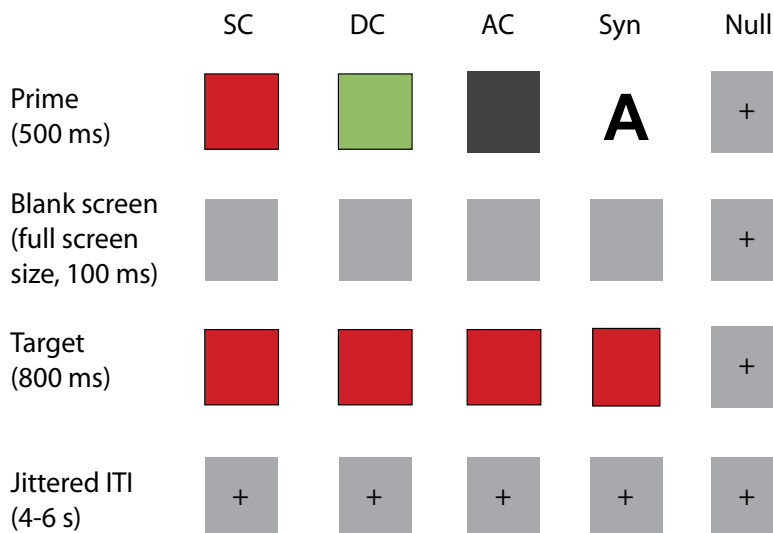 SC DC AC Syn Null
Prime
(500 ms)
A
+
Blank screen
(full screen
size, 100 ms)
+
Target
(800 ms)
+
Jittered ITI
(4-6 s)
+ + + + +